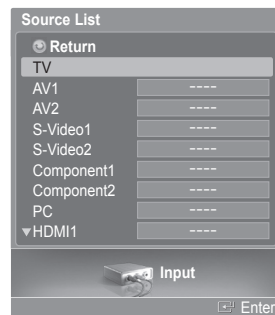 Source List
Return
TV
AV1 ----
AV2 ----
S-Video1 ----
S-Video2 ----
Component1 ----
Component2 ----
PC ----
▼HDMI1 ----
Input
Enter